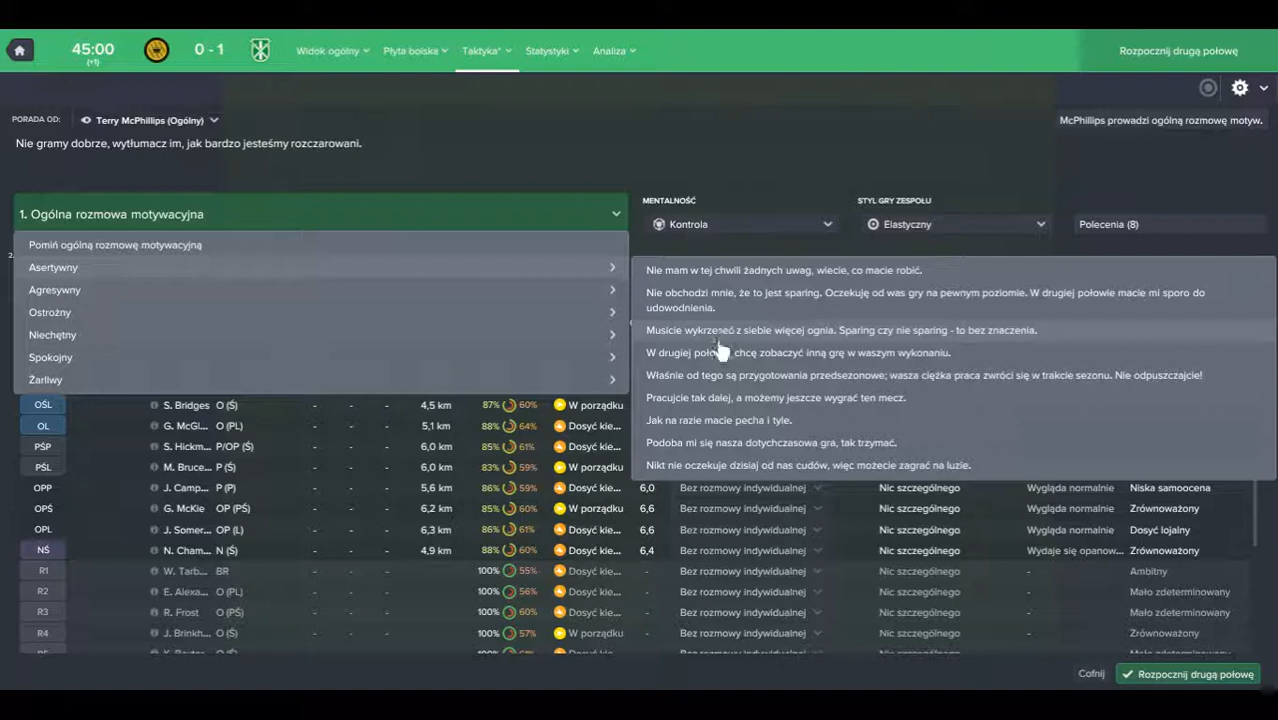 45:00
(+1)
0 - 1
Widok ogólny
Płyta boiska
Taktyka*
Statystyki
Analiza
Rozpocznij drugą połowę
PORADA OD:
Terry McPhillips (Ogólny)
McPhillips prowadzi ogólną rozmowę motyw.
Nie gramy dobrze, wytłumacz im, jak bardzo jesteśmy rozczarowani.
1. Ogólna rozmowa motywacyjna
MENTALNOŚĆ
Kontrola
STYL GRY ZESPOŁU
Elastyczny
Polecenia (8)
Pomiń ogólną rozmowę motywacyjną
Asertywny
Agresywny
Ostrożny
Niechętny
Spokojny
Żarliwy
Nie mam w tej chwili żadnych uwag, wiecie, co macie robić.
Nie obchodzi mnie, że to jest sparing. Oczekuję od was gry na pewnym poziomie. W drugiej połowie macie mi sporo do
udowodnienia.
Musicie wykrzesać z siebie więcej ognia. Sparing czy nie sparing - to bez znaczenia.
W drugiej połowie, chcę zobaczyć inną grę w waszym wykonaniu.
Właśnie od tego są przygotowania przedsezonowe; wasza ciężka praca zwróci się w trakcie sezonu. Nie odpuszczajcie!
Pracujcie tak dalej, a możemy jeszcze wygrać ten mecz.
Jak na razie macie pecha i tyle.
Podoba mi się nasza dotychczasowa gra, tak trzymać.
Nikt nie oczekuje dzisiaj od nas cudów, więc możecie zagrać na luzie.
OŚL S. Bridges O (Ś) - - - 4,5 km 87% 60% W porządku
OL G. McGl... O (PL) - - - 5,1 km 88% 64% Dosyć kie...
PŚP S. Hickm... P/OP (Ś) - - - 6,0 km 85% 61% Dosyć kie...
PŚL M. Bruce... P (Ś) - - - 6,0 km 83% 59% W porządku
OPP J. Camp... P (P) - - - 5,6 km 86% 59% Dosyć kie... 6,0 Bez rozmowy indywidualnej Nic szczególnego Wygląda normalnie Niska samoocena
OPŚ G. McKie OP (PŚ) - - - 6,2 km 85% 60% W porządku 6,6 Bez rozmowy indywidualnej Nic szczególnego Wygląda normalnie Zrównoważony
OPL J. Somer... OP (L) - - - 6,3 km 86% 61% Dosyć kie... 6,6 Bez rozmowy indywidualnej Nic szczególnego Wygląda normalnie Dosyć lojalny
NŚ N. Cham... N (Ś) - - - 4,9 km 88% 60% Dosyć kie... 6,4 Bez rozmowy indywidualnej Nic szczególnego Wydaje się opanow... Zrównoważony
R1 W. Tarb... BR 100% 55% Dosyć kie... - Bez rozmowy indywidualnej Nic szczególnego - Ambitny
R2 E. Alexa... O (PL) 100% 56% Dosyć kie... - Bez rozmowy indywidualnej Nic szczególnego - Mało zdeterminowany
R3 R. Frost O (PŚ) 100% 60% Dosyć kie... - Bez rozmowy indywidualnej Nic szczególnego - Mało zdeterminowany
R4 J. Brinkh... O (Ś) 100% 57% W porządku - Bez rozmowy indywidualnej Nic szczególnego - Zrównoważony
Cofnij
Rozpocznij drugą połowę